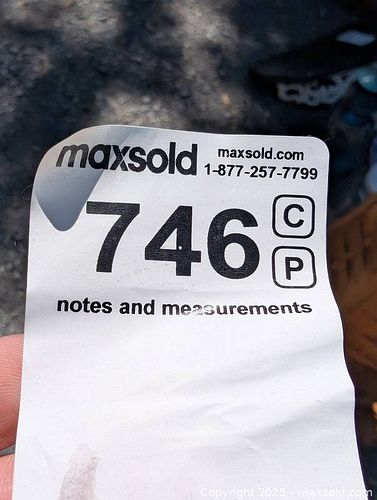 maxsold maxsold.com
1-877-257-7799
746 C
P
notes and measurements
Copyright 2025 - maxsold.com